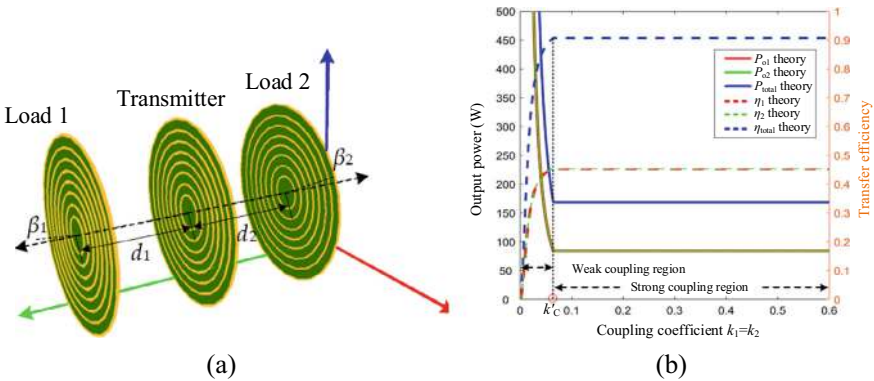 Load 1
Transmitter
Load 2
β1
β2
d1
d2
(a)
Output power (W)
500
450
400
350
300
250
200
150
100
50
0
1
0.9
0.8
0.7
0.6
0.5
0.4
0.3
0.2
0.1
0
Transfer efficiency
Po1 theory
Po2 theory
Ptotal theory
η1 theory
η2 theory
ηtotal theory
Weak coupling region
Strong coupling region
0
k′C
0.1
0.2
0.3
0.4
0.5
0.6
Coupling coefficient k1=k2
(b)